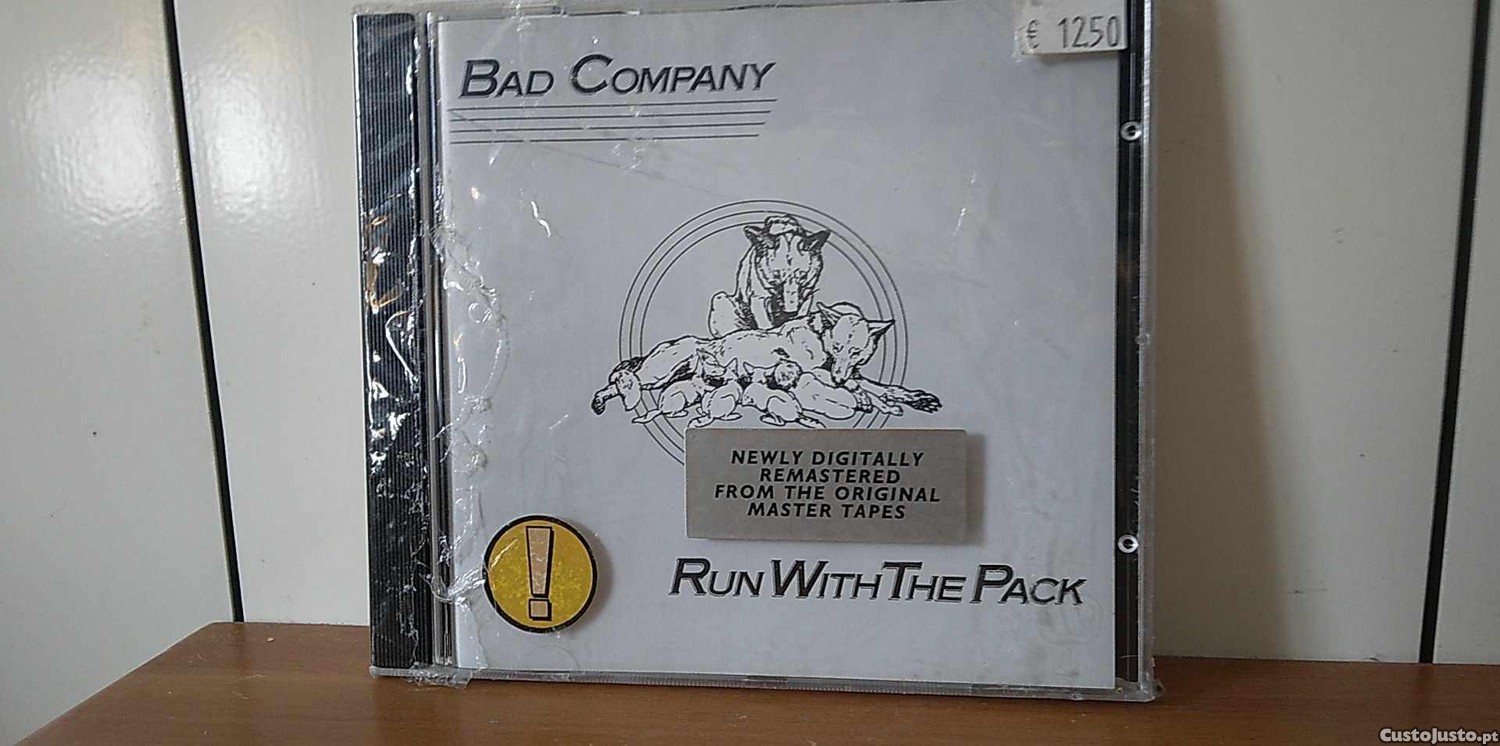 € 1250
BAD COMPANY
NEWLY DIGITALLY
REMASTERED
FROM THE ORIGINAL
MASTER TAPES
!
RUN WITH THE PACK
CustoJusto.pt